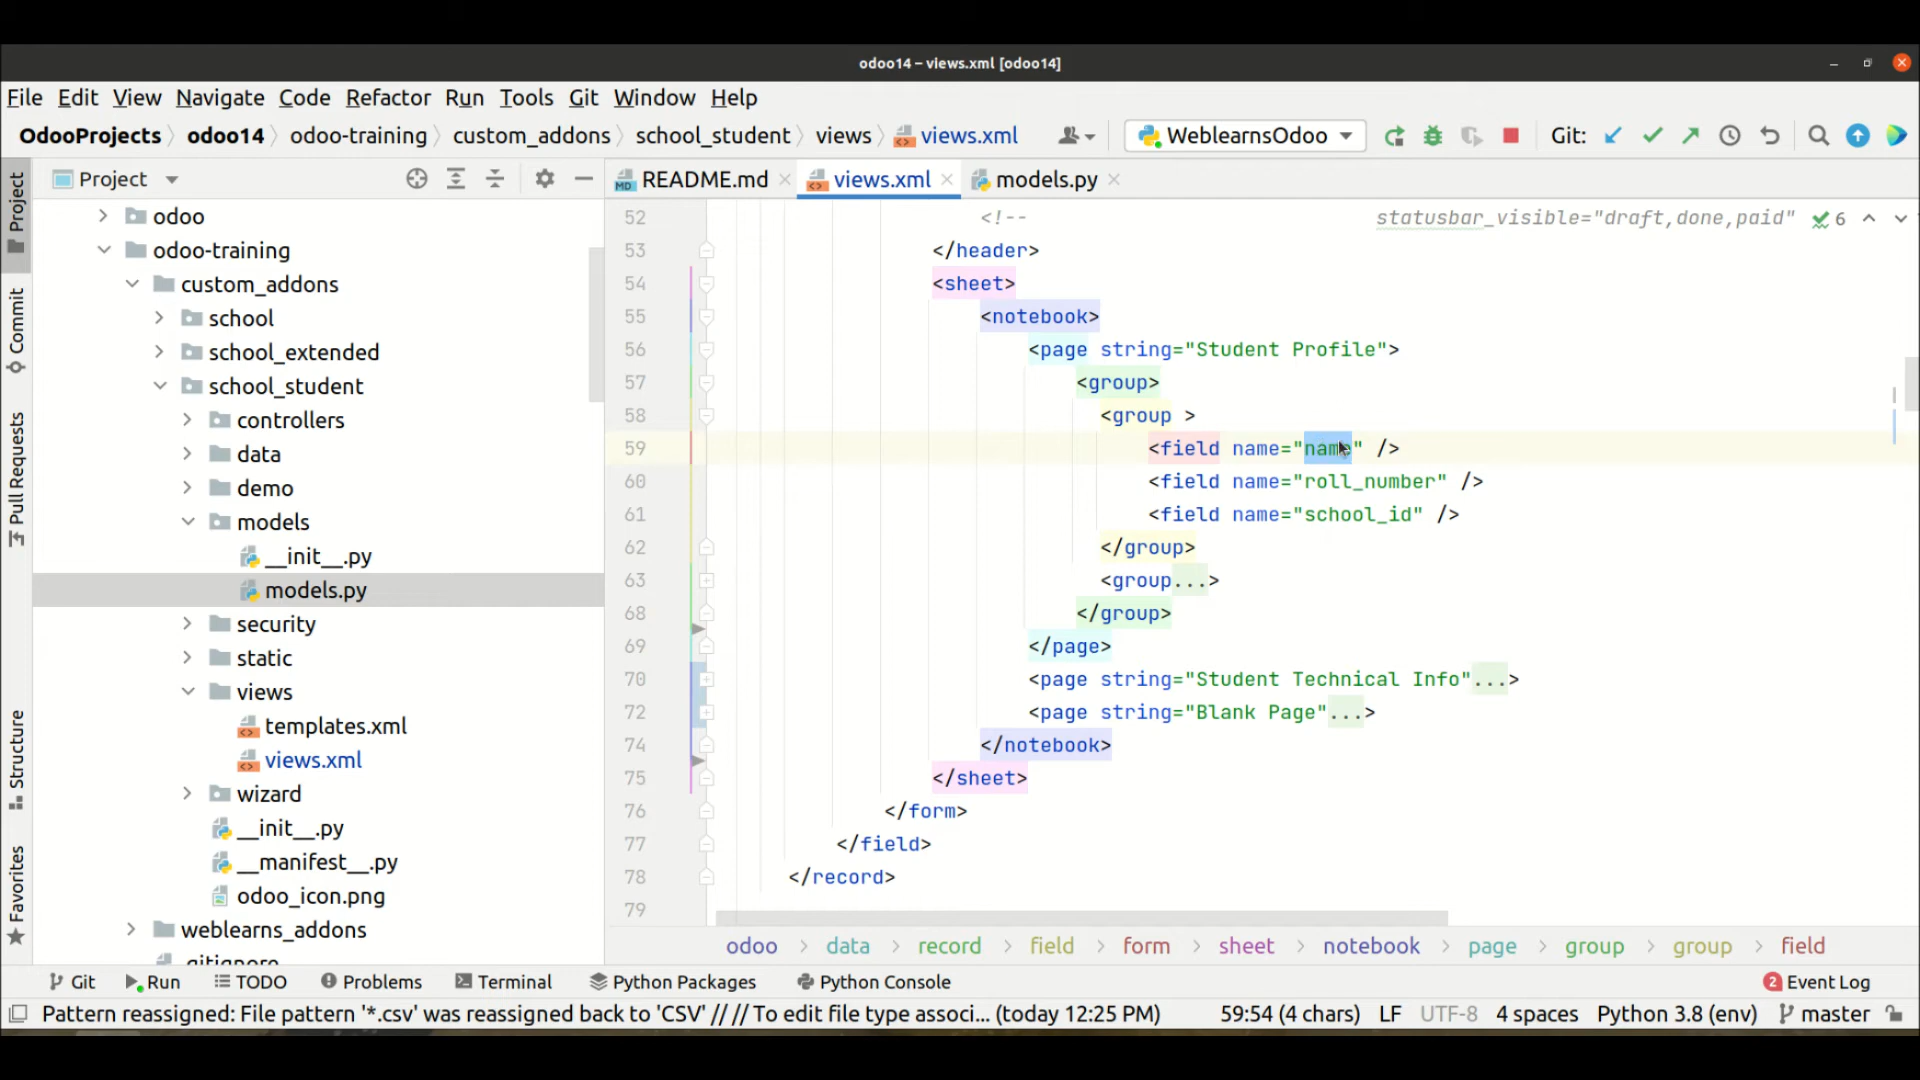 odoo14 – views.xml [odoo14]
File Edit View Navigate Code Refactor Run Tools Git Window Help
OdooProjects odoo14 odoo-training custom_addons school_student views views.xml WeblearnsOdoo Git:
Project
README.md views.xml models.py
Project
Commit
Pull Requests
Structure
Favorites
odoo
odoo-training
custom_addons
school
school_extended
school_student
controllers
data
demo
models
__init__.py
models.py
security
static
views
templates.xml
views.xml
wizard
__init__.py
__manifest__.py
odoo_icon.png
weblearns_addons
.gitignore
52 <!-- statusbar_visible="draft,done,paid" 6
53 </header>
54 <sheet>
55 <notebook>
56 <page string="Student Profile">
57 <group>
58 <group >
59 <field name="name" />
60 <field name="roll_number" />
61 <field name="school_id" />
62 </group>
63 <group...>
68 </group>
69 </page>
70 <page string="Student Technical Info"...>
72 <page string="Blank Page"...>
74 </notebook>
75 </sheet>
76 </form>
77 </field>
78 </record>
79
odoo data record field form sheet notebook page group group field
Git Run TODO Problems Terminal Python Packages Python Console 2 Event Log
Pattern reassigned: File pattern '*.csv' was reassigned back to 'CSV' // // To edit file type associ... (today 12:25 PM) 59:54 (4 chars) LF UTF-8 4 spaces Python 3.8 (env) master